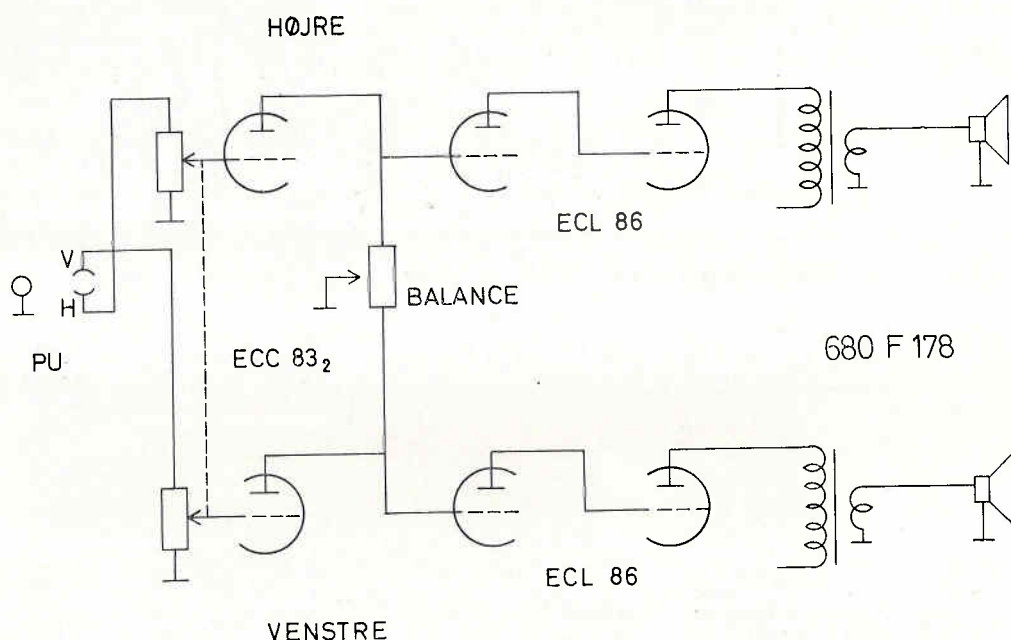 HØJRE
ECL 86
V
H
BALANCE
PU
ECC 83₂
680 F 178
ECL 86
VENSTRE